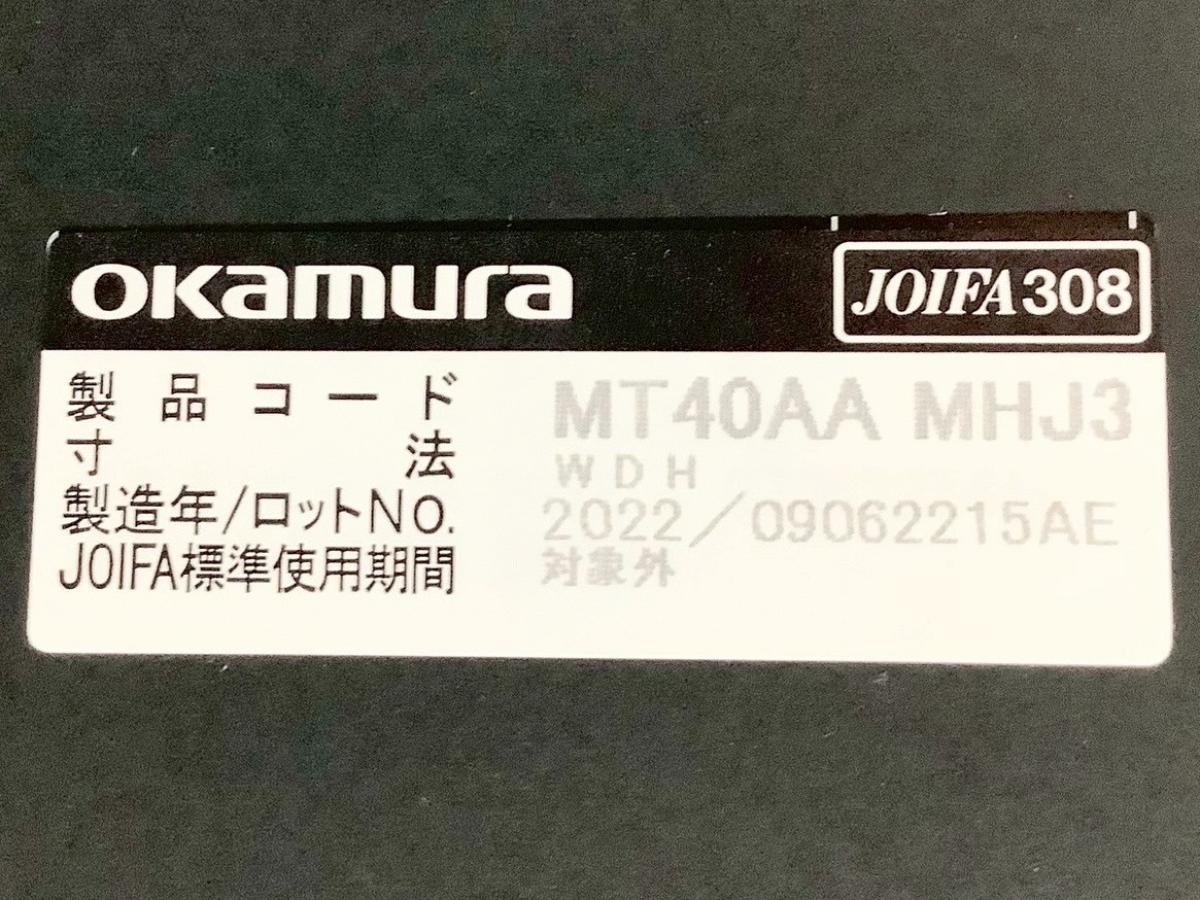 okamura JOIFA308
製品コード MT40AA MHJ3
寸法 W D H
製造年/ロットNo. 2022/09062215AE
JOIFA標準使用期間 対象外